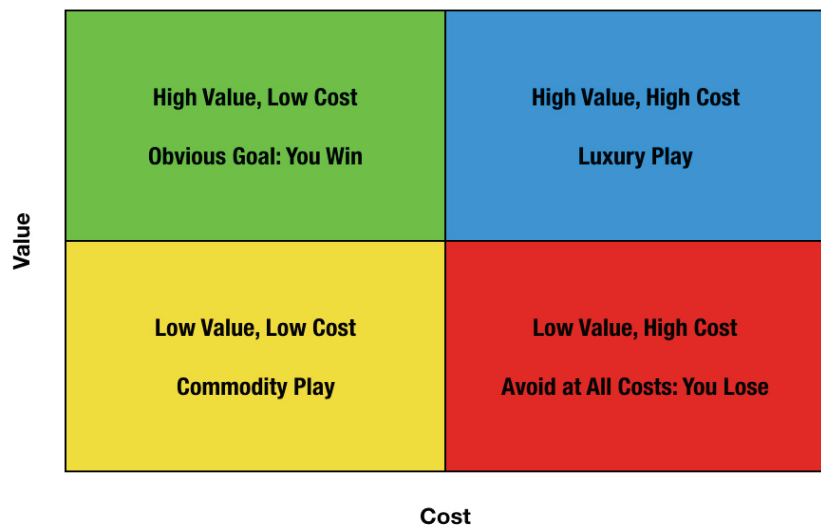 High Value, Low Cost
Obvious Goal: You Win
High Value, High Cost
Luxury Play
Value
Low Value, Low Cost
Commodity Play
Low Value, High Cost
Avoid at All Costs: You Lose
Cost